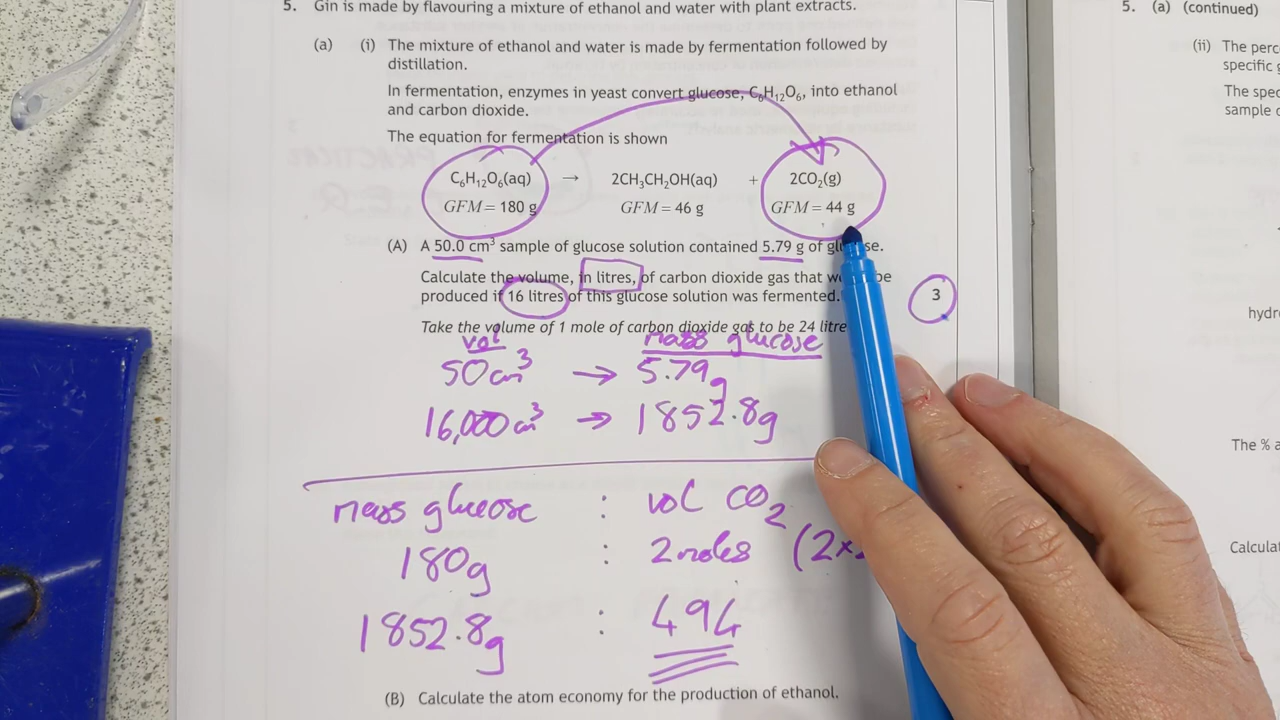 5. Gin is made by flavouring a mixture of ethanol and water with plant extracts.
(a) (i) The mixture of ethanol and water is made by fermentation followed by
distillation.
In fermentation, enzymes in yeast convert glucose, C₆H₁₂O₆, into ethanol
and carbon dioxide.
The equation for fermentation is shown
C₆H₁₂O₆(aq) → 2CH₃CH₂OH(aq) + 2CO₂(g)
GFM = 180 g GFM = 46 g GFM = 44 g
(A) A 50.0 cm³ sample of glucose solution contained 5.79 g of
Calculate the volume, in litres, of carbon dioxide gas that be
produced if 16 litres of this glucose solution was fermented. 3
Take the volume of 1 mole of carbon dioxide gas to be 24
vol mass glucose
50cm³ → 5.79g
16,000cm³ → 1852.8g
mass glucose : vol CO₂
180g : 2moles (2×
1852.8g : 494
(B) Calculate the atom economy for the production of ethanol.
5. (a) (continued)
(ii) The
specific
The
sample
The %